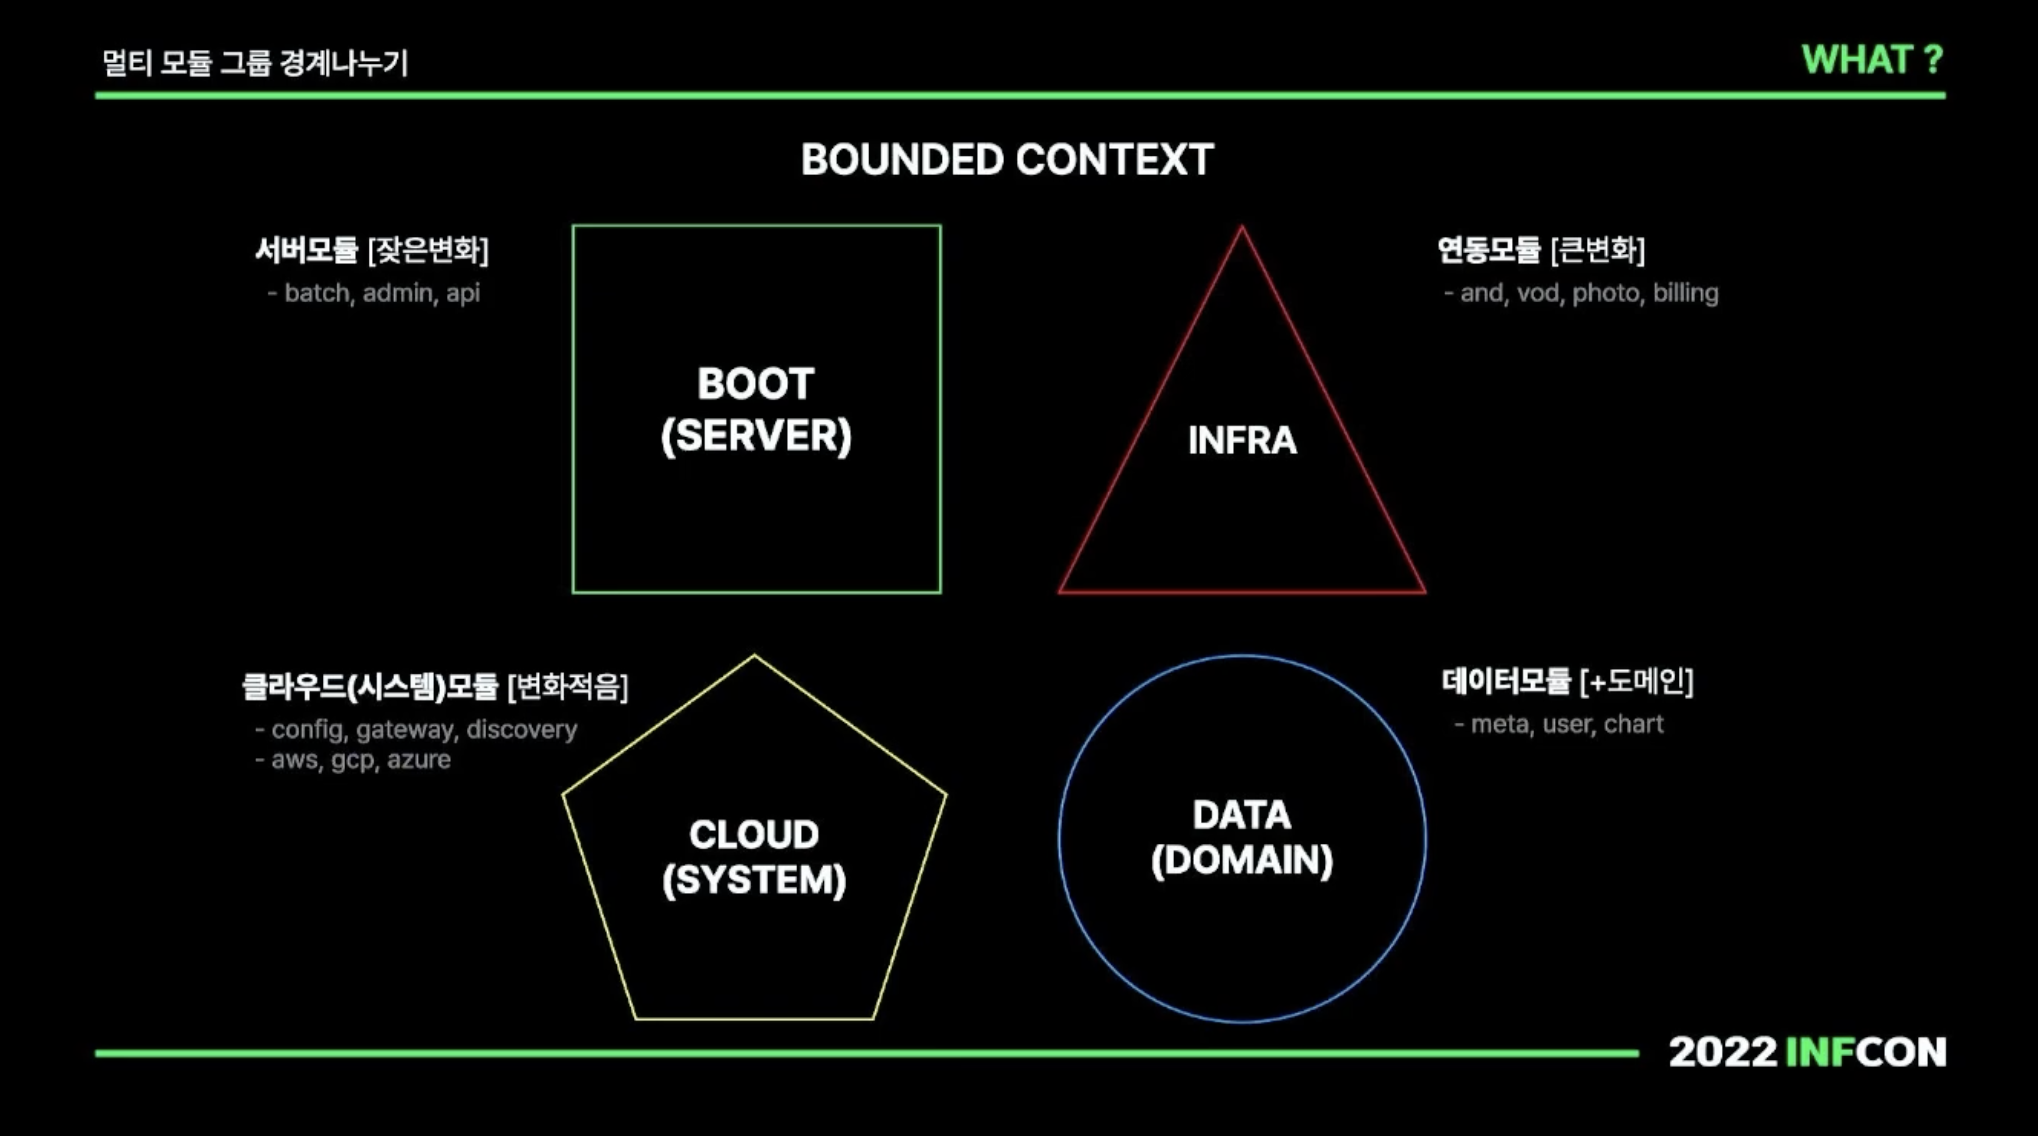 멀티 모듈 그룹 경계나누기
WHAT ?
BOUNDED CONTEXT
서버모듈 [잦은변화]
- batch, admin, api
BOOT
(SERVER)
연동모듈 [큰변화]
- and, vod, photo, billing
INFRA
클라우드(시스템)모듈 [변화적음]
- config, gateway, discovery
- aws, gcp, azure
CLOUD
(SYSTEM)
데이터모듈 [+도메인]
- meta, user, chart
DATA
(DOMAIN)
2022 INFCON